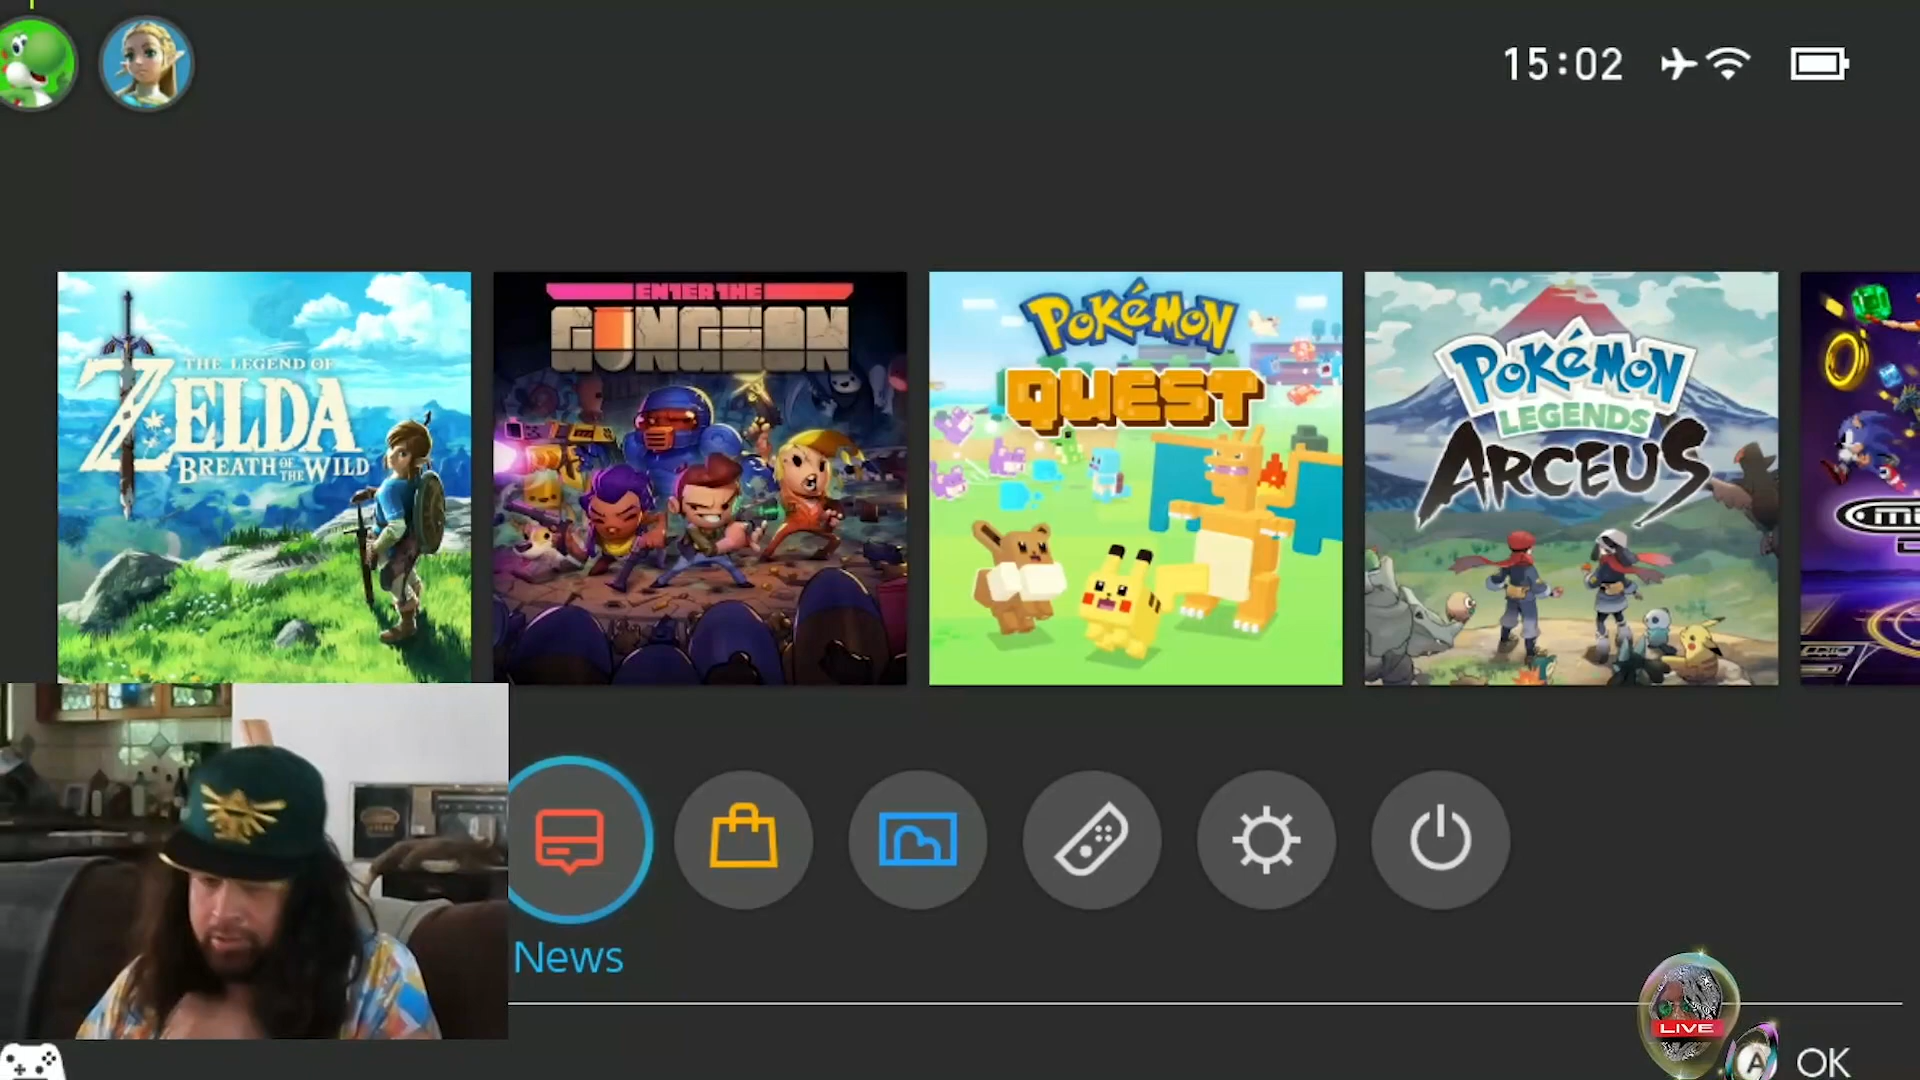 15:02
THE LEGEND OF
ZELDA
BREATH OF THE WILD
ENTER THE
GUNGEON
POKéMON
QUEST
POKéMON
LEGENDS
ARCEUS
News
LIVE
A OK